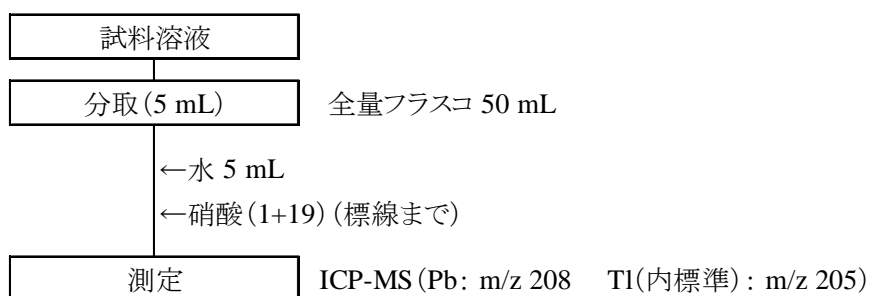 試料溶液
分取(5 mL) 全量フラスコ 50 mL
←水 5 mL
←硝酸(1+19)(標線まで)
測定 ICP-MS(Pb: m/z 208 Tl(内標準): m/z 205)